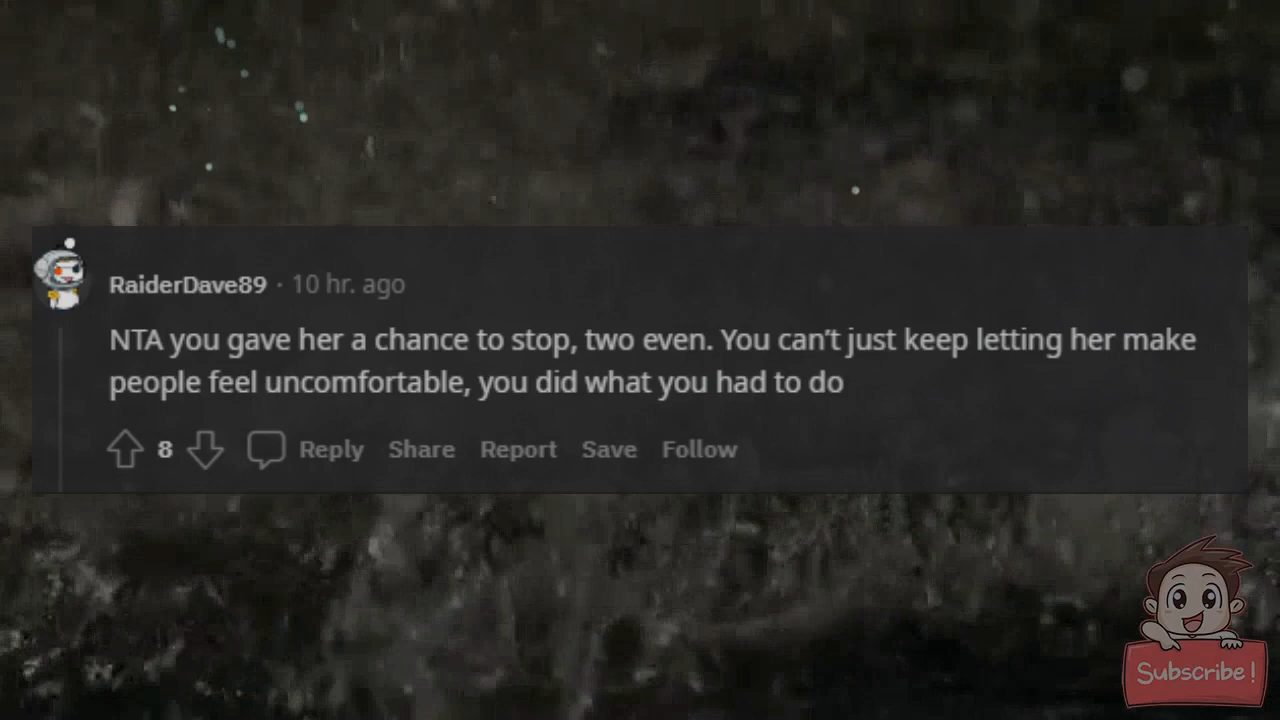 RaiderDave89 · 10 hr. ago
NTA you gave her a chance to stop, two even. You can’t just keep letting her make
people feel uncomfortable, you did what you had to do
8 Reply Share Report Save Follow
Subscribe!